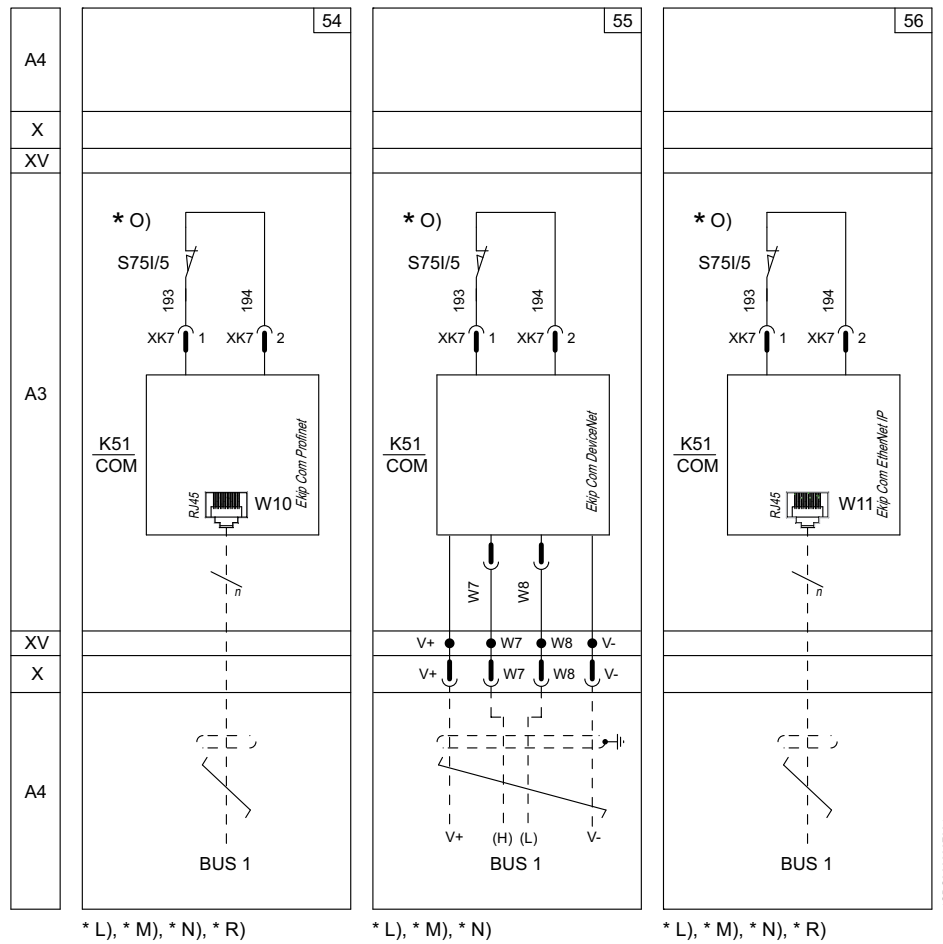 A4
X
XV
A3
XV
X
A4
54
* O)
S75I/5
193
194
XK7
1
XK7
2
K51
COM
Ekip Com Profinet
RJ45
W10
n
BUS 1
* L), * M), * N), * R)
55
* O)
S75I/5
193
194
XK7
1
XK7
2
K51
COM
Ekip Com DeviceNet
W7
W8
V+
W7
W8
V-
V+
W7
W8
V-
V+
(H)
(L)
V-
BUS 1
* L), * M), * N)
56
* O)
S75I/5
193
194
XK7
1
XK7
2
K51
COM
Ekip Com EtherNet IP
RJ45
W11
n
BUS 1
* L), * M), * N), * R)